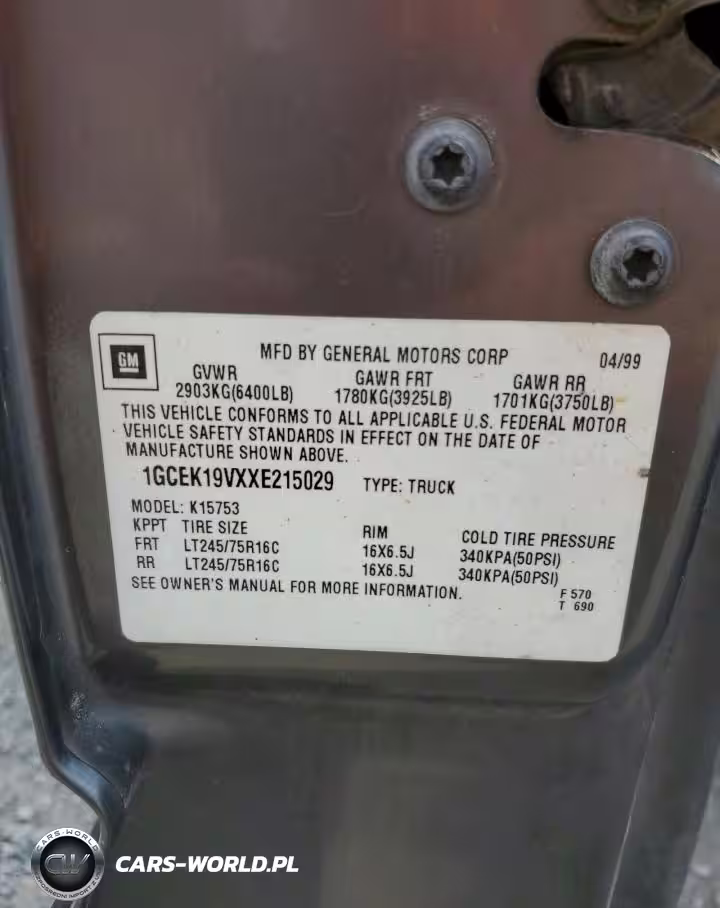 GM
MFD BY GENERAL MOTORS CORP 04/99
GVWR GAWR FRT GAWR RR
2903KG(6400LB) 1780KG(3925LB) 1701KG(3750LB)
THIS VEHICLE CONFORMS TO ALL APPLICABLE U.S. FEDERAL MOTOR
VEHICLE SAFETY STANDARDS IN EFFECT ON THE DATE OF
MANUFACTURE SHOWN ABOVE.
1GCEK19VXXE215029 TYPE: TRUCK
MODEL: K15753
KPPT TIRE SIZE RIM COLD TIRE PRESSURE
FRT LT245/75R16C 16X6.5J 340KPA(50PSI)
RR LT245/75R16C 16X6.5J 340KPA(50PSI)
SEE OWNER'S MANUAL FOR MORE INFORMATION.
F 570
T 690
CARS-WORLD
CW
CARS-WORLD.PL